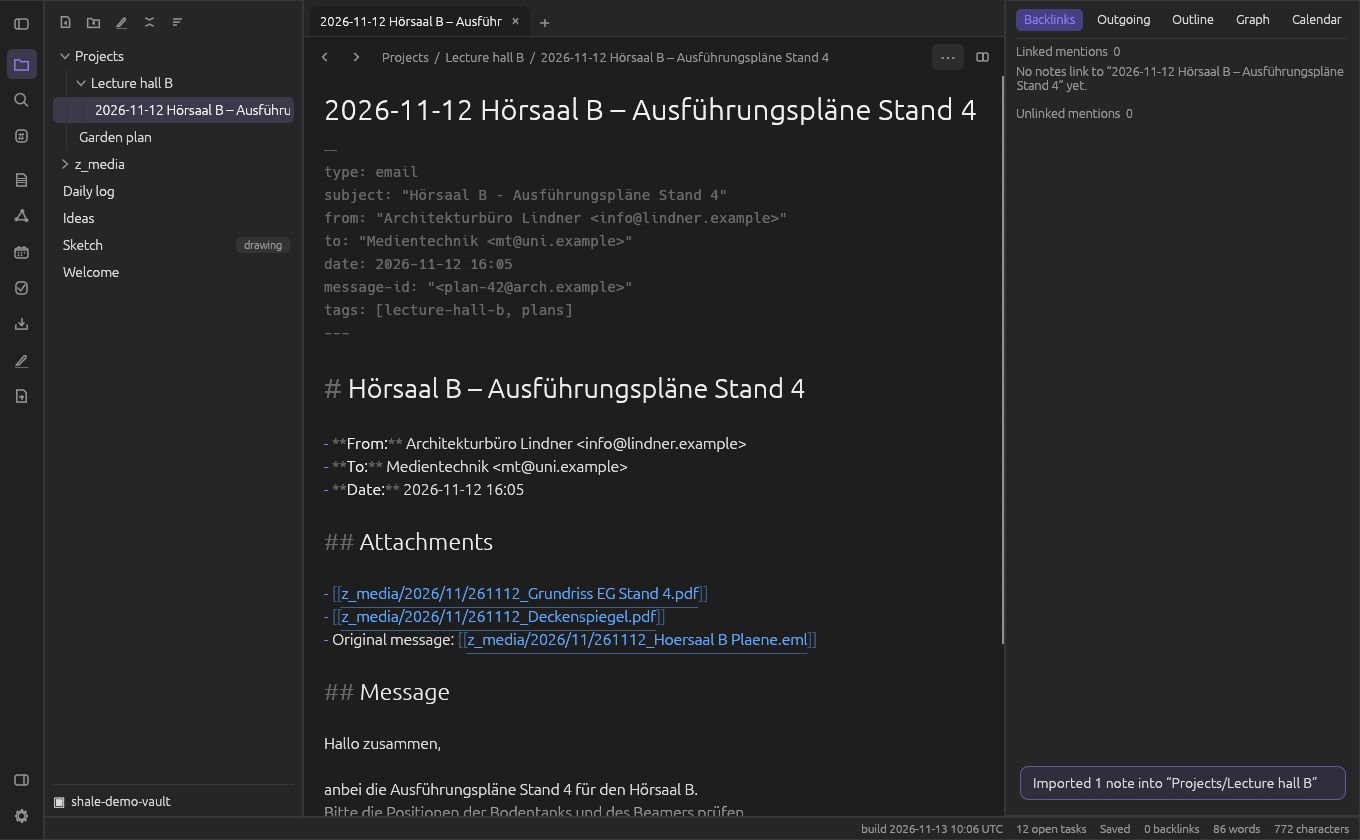 Projects
Lecture hall B
2026-11-12 Hörsaal B – Ausführu
Garden plan
z_media
Daily log
Ideas
Sketch
drawing
Welcome
shale-demo-vault
2026-11-12 Hörsaal B – Ausführ ×
Projects / Lecture hall B / 2026-11-12 Hörsaal B – Ausführungspläne Stand 4
2026-11-12 Hörsaal B – Ausführungspläne Stand 4
---
type: email
subject: "Hörsaal B - Ausführungspläne Stand 4"
from: "Architekturbüro Lindner <info@lindner.example>"
to: "Medientechnik <mt@uni.example>"
date: 2026-11-12 16:05
message-id: "<plan-42@arch.example>"
tags: [lecture-hall-b, plans]
---
# Hörsaal B – Ausführungspläne Stand 4
- **From:** Architekturbüro Lindner <info@lindner.example>
- **To:** Medientechnik <mt@uni.example>
- **Date:** 2026-11-12 16:05
## Attachments
- [[z_media/2026/11/261112_Grundriss EG Stand 4.pdf]]
- [[z_media/2026/11/261112_Deckenspiegel.pdf]]
- Original message: [[z_media/2026/11/261112_Hoersaal B Plaene.eml]]
## Message
Hallo zusammen,
anbei die Ausführungspläne Stand 4 für den Hörsaal B.
Bitte die Positionen der Bodentanks und des Beamers prüfen
Backlinks Outgoing Outline Graph Calendar
Linked mentions 0
No notes link to “2026-11-12 Hörsaal B – Ausführungspläne
Stand 4” yet.
Unlinked mentions 0
Imported 1 note into “Projects/Lecture hall B”
build 2026-11-13 10:06 UTC 12 open tasks Saved 0 backlinks 86 words 772 characters